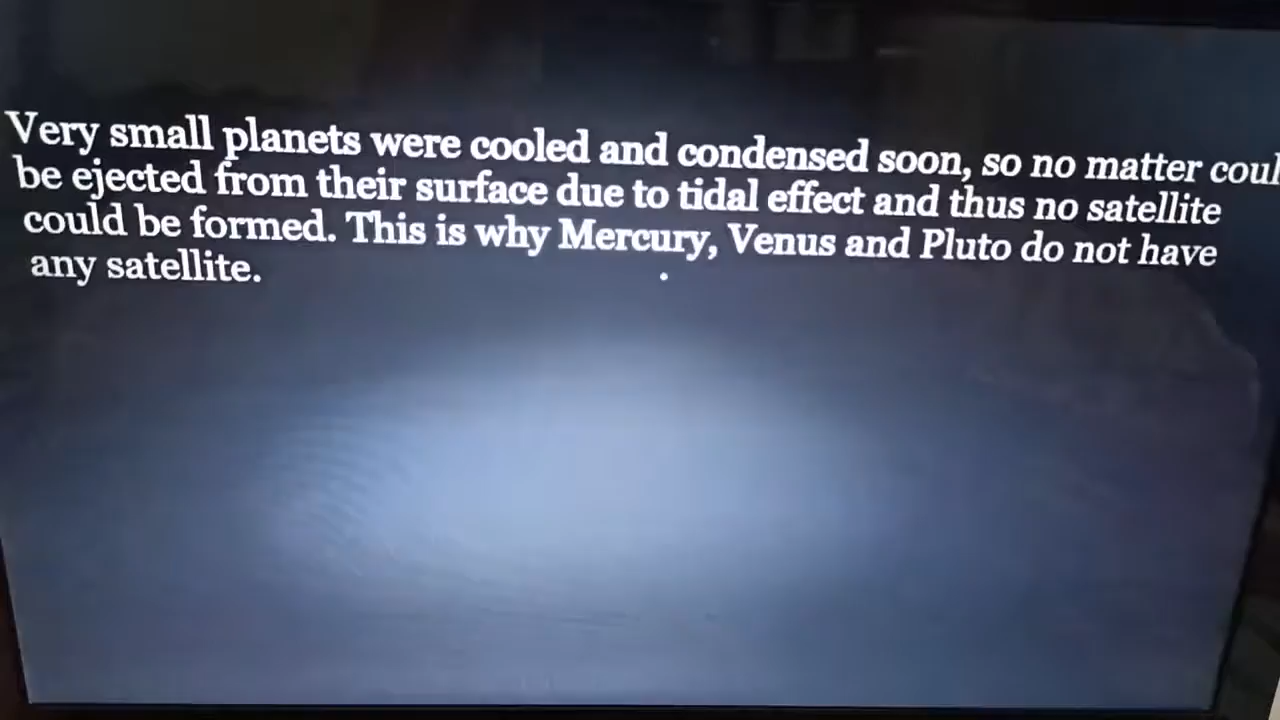 Very small planets were cooled and condensed soon, so no matter coul
be ejected from their surface due to tidal effect and thus no satellite
could be formed. This is why Mercury, Venus and Pluto do not have
any satellite.